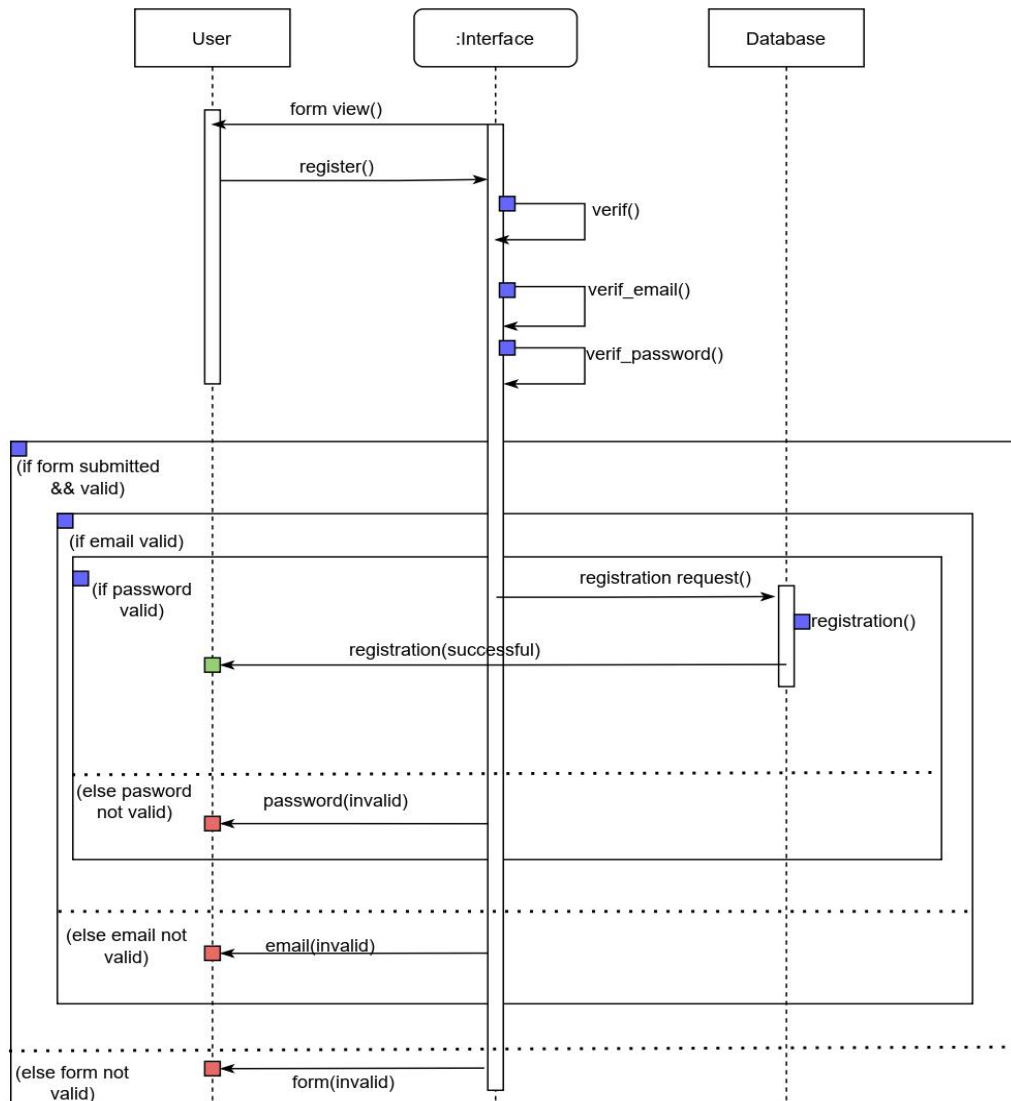 User
:Interface
Database
form view()
register()
verif()
verif_email()
verif_password()
(if form submitted
&& valid)
(if email valid)
(if password
valid)
registration request()
registration()
registration(successful)
(else pasword
not valid)
password(invalid)
(else email not
valid)
email(invalid)
(else form not
valid)
form(invalid)